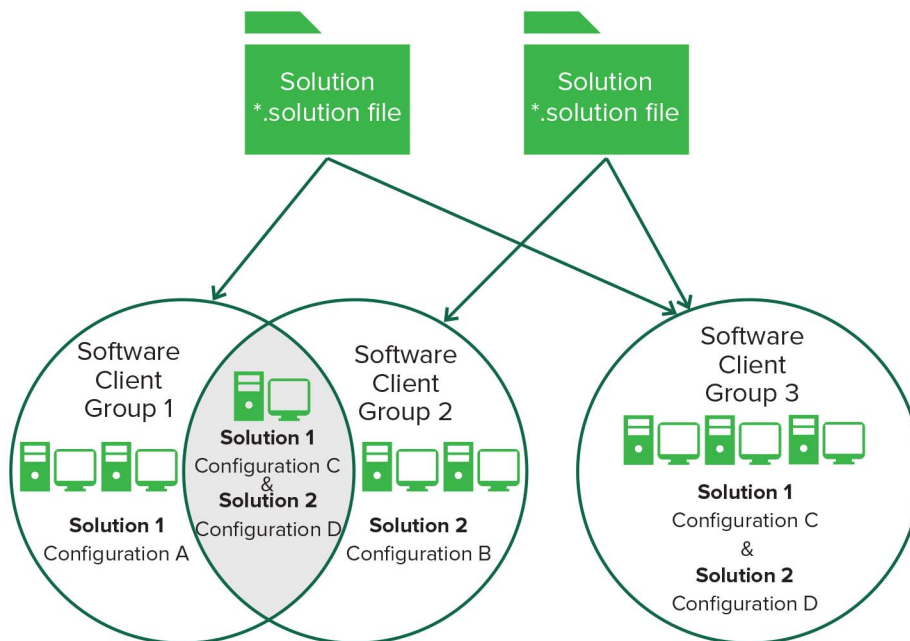 Solution
*.solution file
Solution
*.solution file
Software
Client
Group 1
Solution 1
Configuration A
Solution 1
Configuration C
&
Solution 2
Configuration D
Software
Client
Group 2
Solution 2
Configuration B
Software
Client
Group 3
Solution 1
Configuration C
&
Solution 2
Configuration D